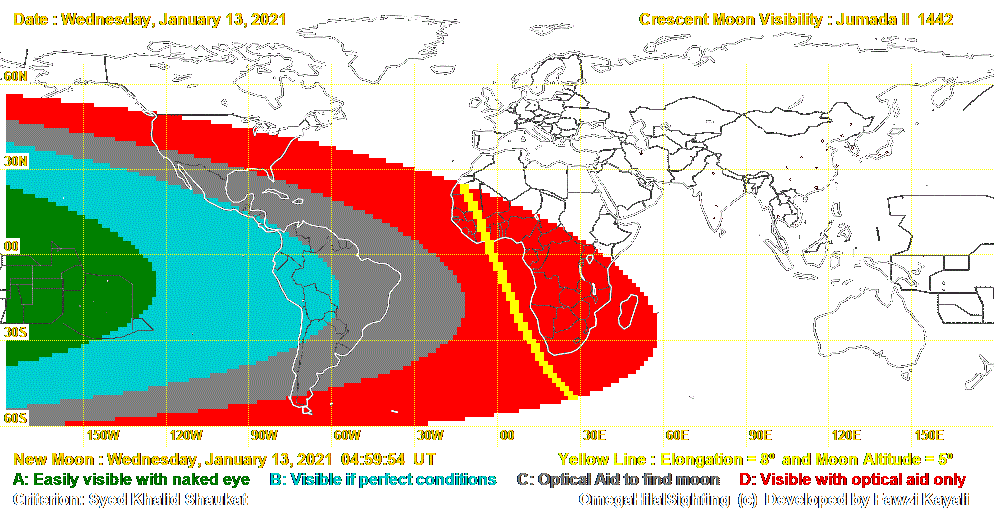 Date : Wednesday, January 13, 2021 Crescent Moon Visibility : Jumada II 1442
60N
30N
00
30S
60S
150W 120W 90W 60W 30W 00 30E 60E 90E 120E 150E
New Moon : Wednesday, January 13, 2021 04:59:54 UT Yellow Line : Elongation = 8º and Moon Altitude = 5º
A: Easily visible with naked eye B: Visible if perfect conditions C: Optical Aid to find moon D: Visible with optical aid only
Criterion: Syed Khalid Shaukat OmegaHilalSighting (c) Developed by Fawzi Kayali